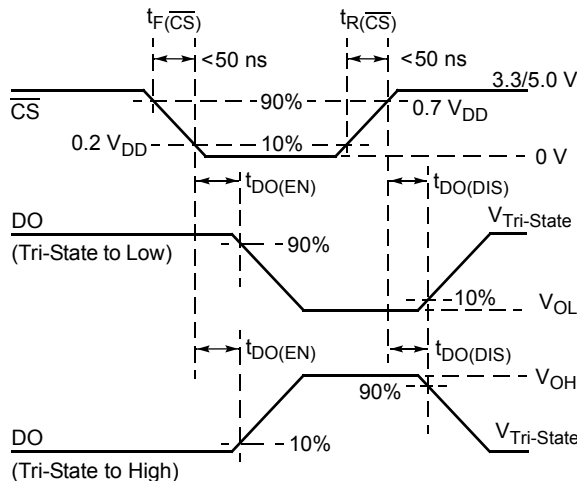 tF(CS) tR(CS)
<50 ns <50 ns
3.3/5.0 V
CS 90% 0.7 VDD
0.2 VDD 10%
0 V
tDO(EN) tDO(DIS)
DO VTri-State
(Tri-State to Low) 90%
10%
VOL
tDO(EN) tDO(DIS)
VOH
90%
DO 10% VTri-State
(Tri-State to High)